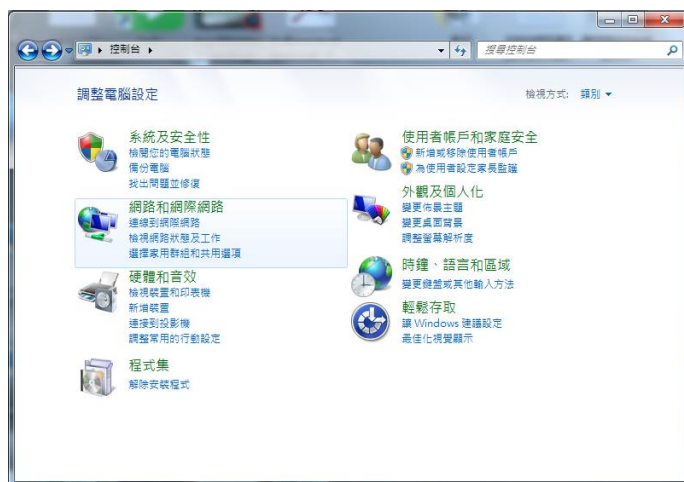 控制台
搜尋控制台
調整電腦設定
檢視方式: 類別
系統及安全性
檢閱您的電腦狀態
備份電腦
找出問題並修復
網路和網際網路
連線到網際網路
檢視網路狀態及工作
選擇家用群組和共用選項
硬體和音效
檢視裝置和印表機
新增裝置
連接到投影機
調整常用的行動設定
程式集
解除安裝程式
使用者帳戶和家庭安全
新增或移除使用者帳戶
為使用者設定家長監護
外觀及個人化
變更佈景主題
變更桌面背景
調整螢幕解析度
時鐘、語言和區域
變更鍵盤或其他輸入方法
輕鬆存取
讓 Windows 建議設定
最佳化視覺顯示